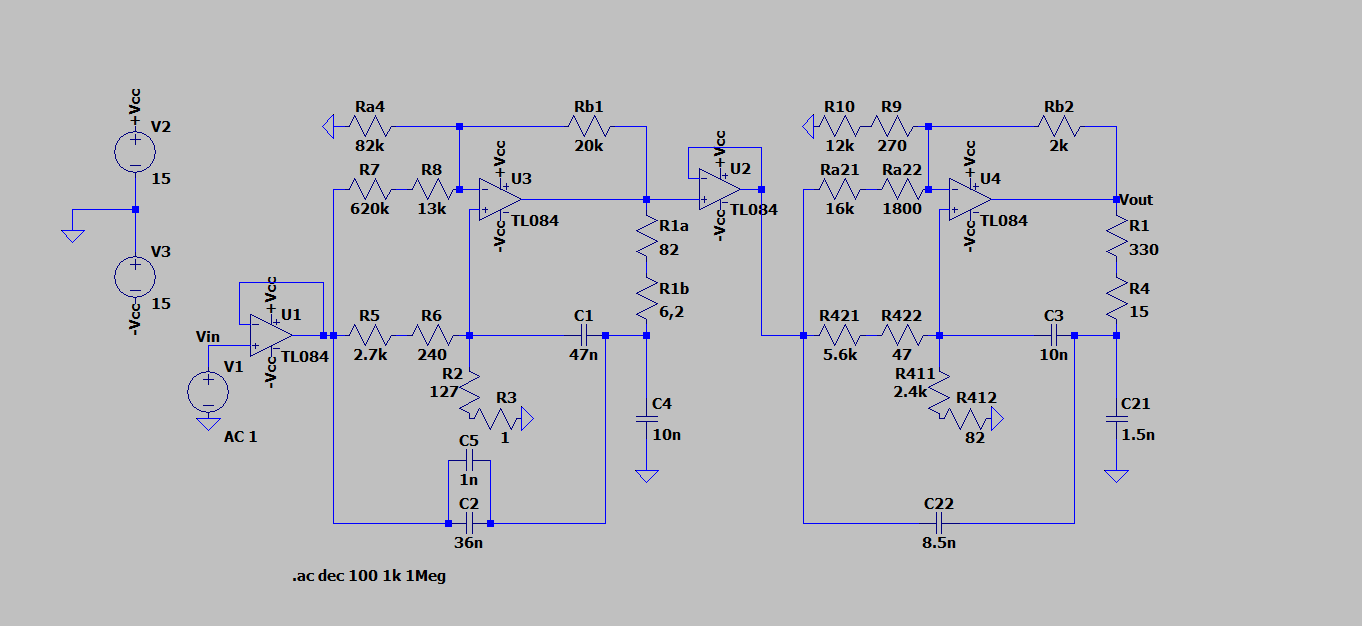 +Vcc
V2
15
V3
15
-Vcc
Vin
V1
AC 1
+Vcc
U1
TL084
-Vcc
Ra4
82k
Rb1
20k
R7
620k
R8
13k
+Vcc
U3
TL084
-Vcc
R5
2.7k
R6
240
C1
47n
R1a
82
R1b
6,2
R2
127
R3
1
C5
1n
C2
36n
C4
10n
+Vcc
U2
TL084
-Vcc
R10
12k
R9
270
Rb2
2k
Ra21
16k
Ra22
1800
+Vcc
U4
TL084
-Vcc
Vout
R1
330
R4
15
R421
5.6k
R422
47
C3
10n
R411
2.4k
R412
82
C21
1.5n
C22
8.5n
.ac dec 100 1k 1Meg